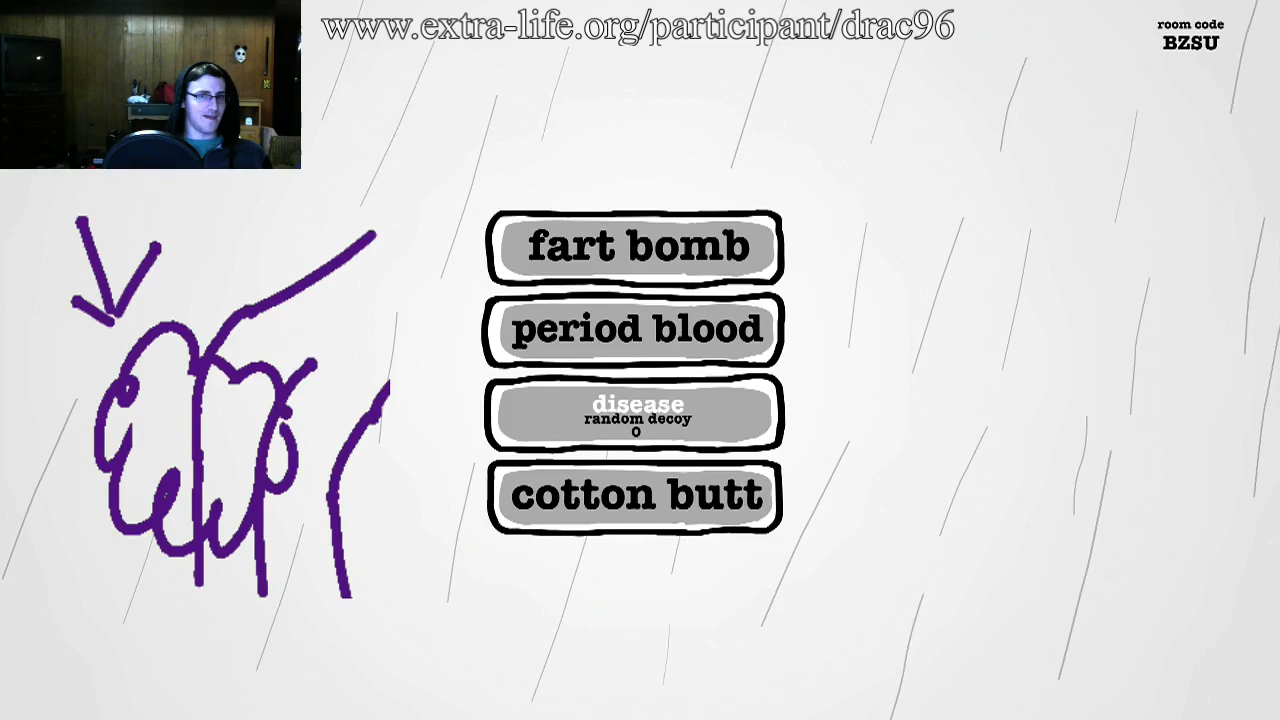 www.extra-life.org/participant/drac96
room code
BZSU
fart bomb
period blood
disease
random decoy
0
cotton butt